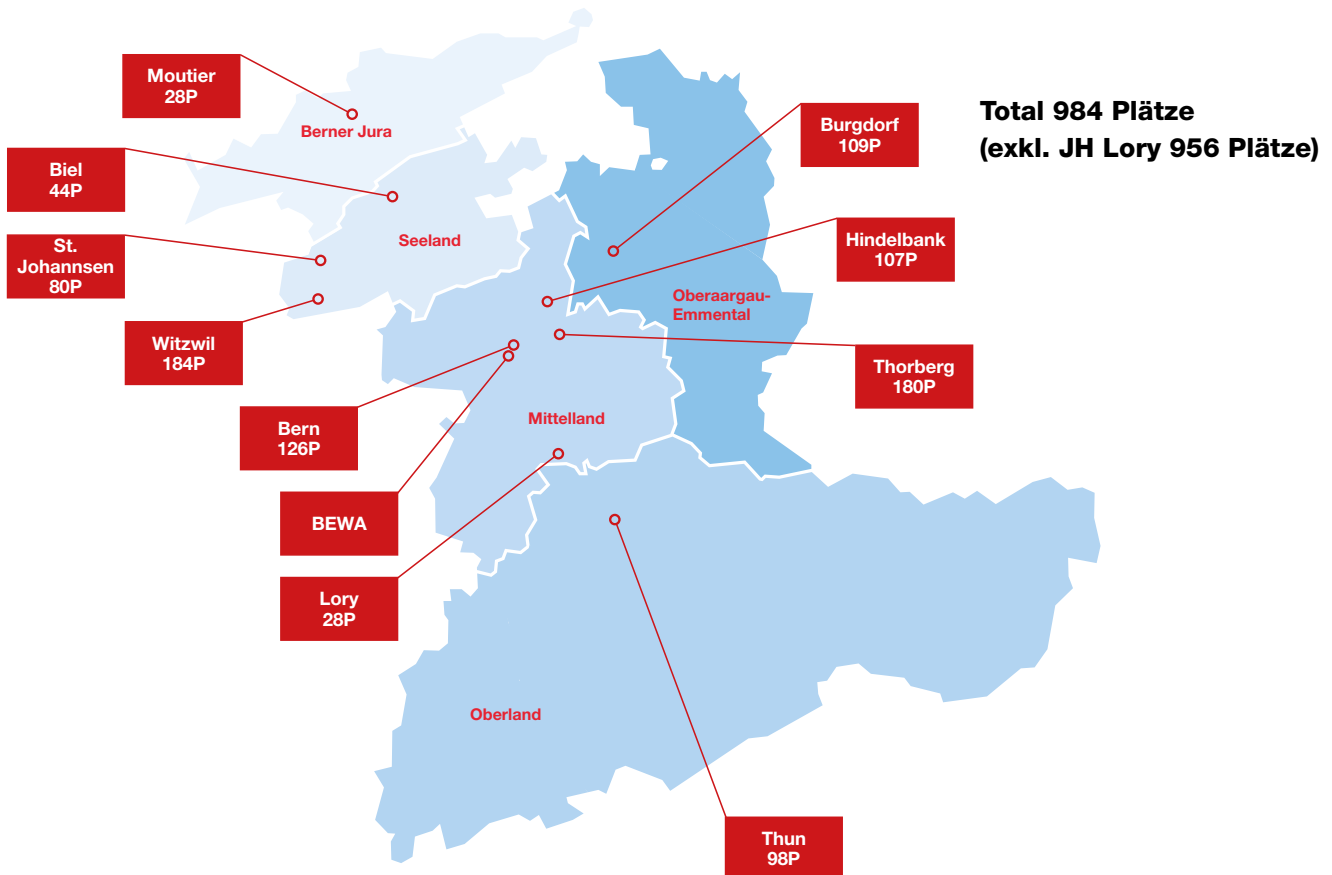 Moutier
28P
Berner Jura
Burgdorf
109P
Total 984 Plätze
(exkl. JH Lory 956 Plätze)
Biel
44P
St.
Johannsen
80P
Seeland
Hindelbank
107P
Oberaargau-
Emmental
Witzwil
184P
Thorberg
180P
Bern
126P
Mittelland
BEWA
Lory
28P
Oberland
Thun
98P